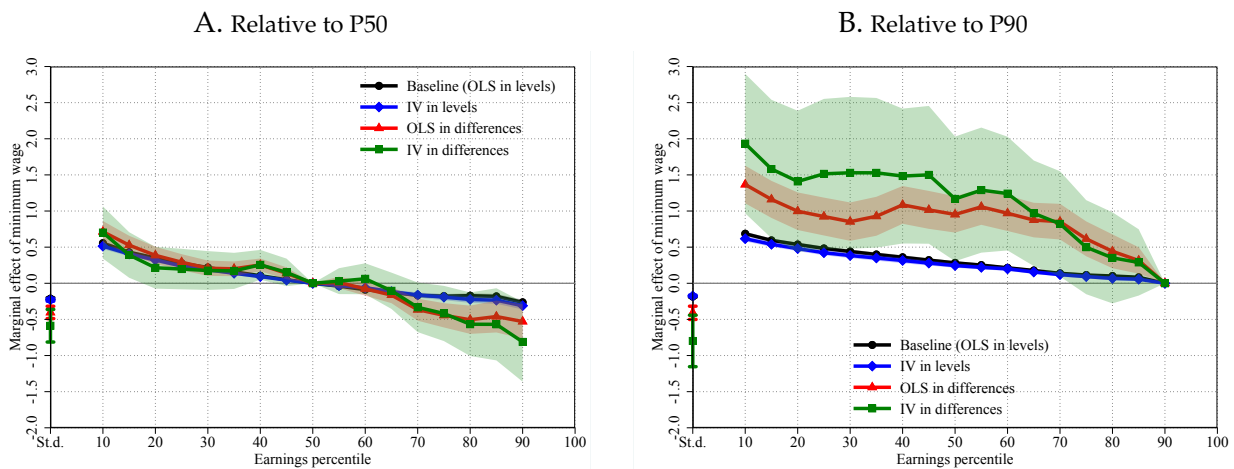 A. Relative to P50
Marginal effect of minimum wage
3.0
2.5
2.0
1.5
1.0
0.5
0.0
-0.5
-1.0
-1.5
-2.0
Baseline (OLS in levels)
IV in levels
OLS in differences
IV in differences
St.d. 10 20 30 40 50 60 70 80 90 100
Earnings percentile
B. Relative to P90
Marginal effect of minimum wage
3.0
2.5
2.0
1.5
1.0
0.5
0.0
-0.5
-1.0
-1.5
-2.0
Baseline (OLS in levels)
IV in levels
OLS in differences
IV in differences
St.d. 10 20 30 40 50 60 70 80 90 100
Earnings percentile